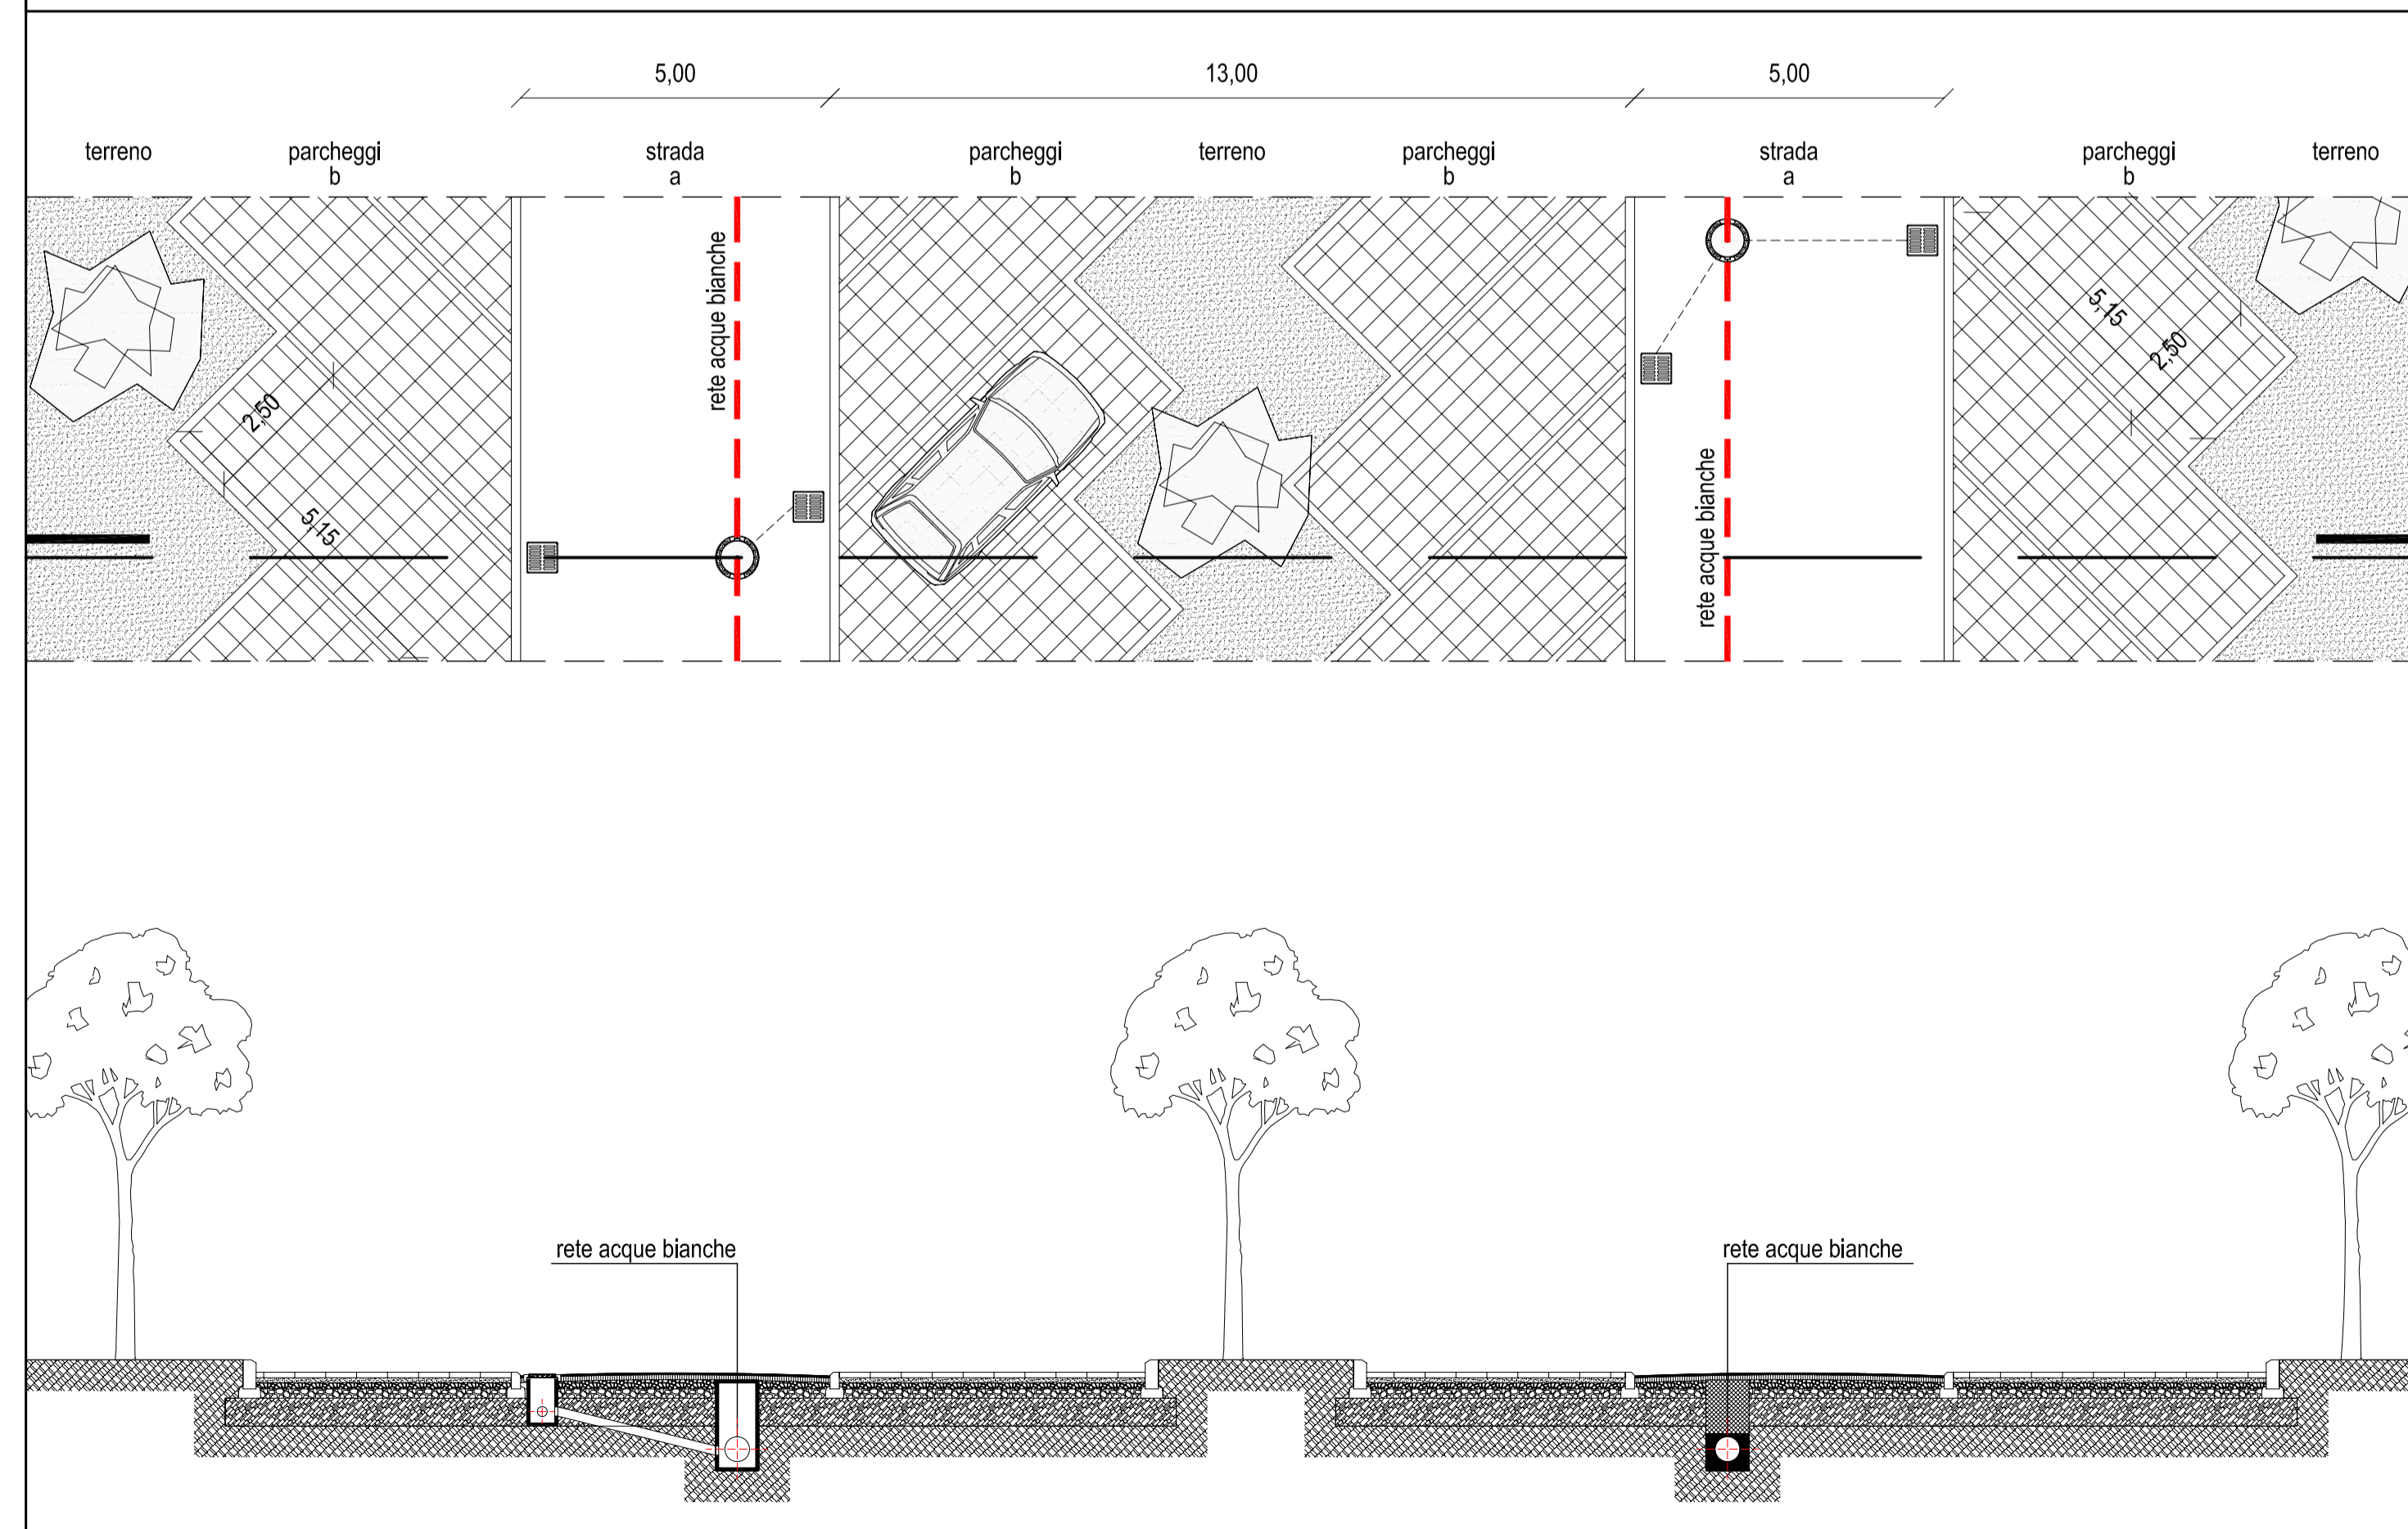 5,00
13,00
5,00
terreno
parcheggi
b
strada
a
parcheggi
b
terreno
parcheggi
b
strada
a
parcheggi
b
terreno
rete acque bianche
2,50
5,15
rete acque bianche
5,15
2,50
rete acque bianche
rete acque bianche